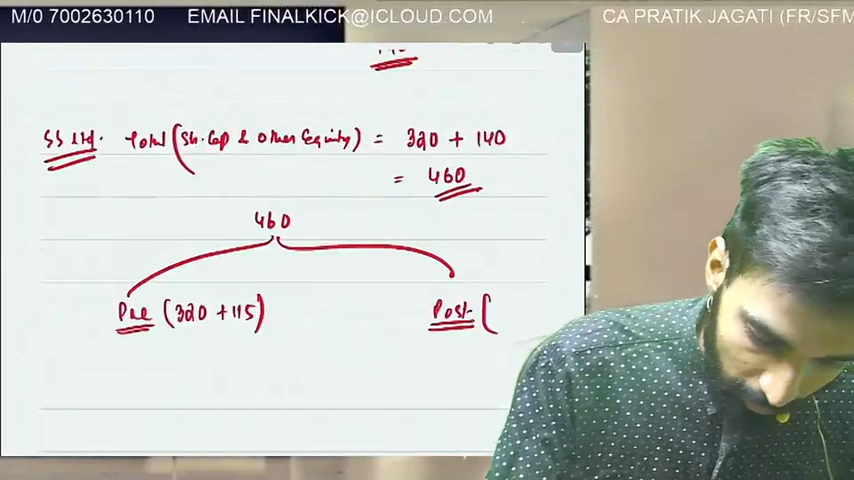 M/0 7002630110 EMAIL FINALKICK@ICLOUD.COM CA PRATIK JAGATI (FR/SFM
SS Ltd. Total (Sh. Cap & Other Equity) = 320 + 140
= 460
460
Pre (320 + 115) Post (